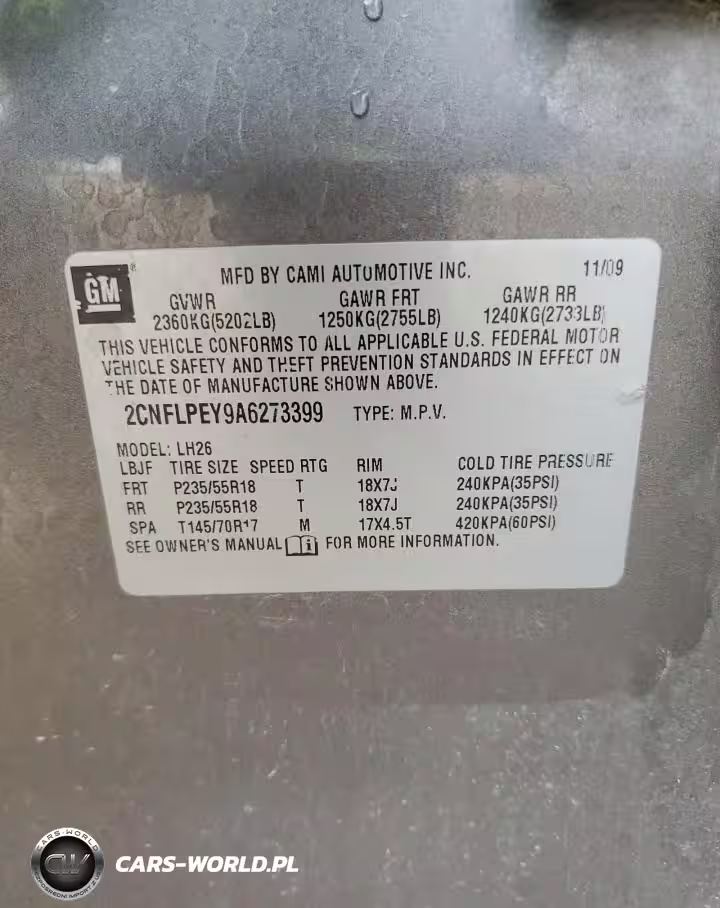 GM
®
MFD BY CAMI AUTOMOTIVE INC.
11/09
GVWR GAWR FRT GAWR RR
2360KG(5202LB) 1250KG(2755LB) 1240KG(2733LB)
THIS VEHICLE CONFORMS TO ALL APPLICABLE U.S. FEDERAL MOTOR
VEHICLE SAFETY AND THEFT PREVENTION STANDARDS IN EFFECT ON
THE DATE OF MANUFACTURE SHOWN ABOVE.
2CNFLPEY9A6273399 TYPE: M.P.V.
MODEL: LH26
LBJF TIRE SIZE SPEED RTG RIM COLD TIRE PRESSURE
FRT P235/55R18 T 18X7J 240KPA(35PSI)
RR P235/55R18 T 18X7J 240KPA(35PSI)
SPA T145/70R17 M 17X4.5T 420KPA(60PSI)
SEE OWNER'S MANUAL FOR MORE INFORMATION.
CARS-WORLD
CW
CARS-WORLD.PL